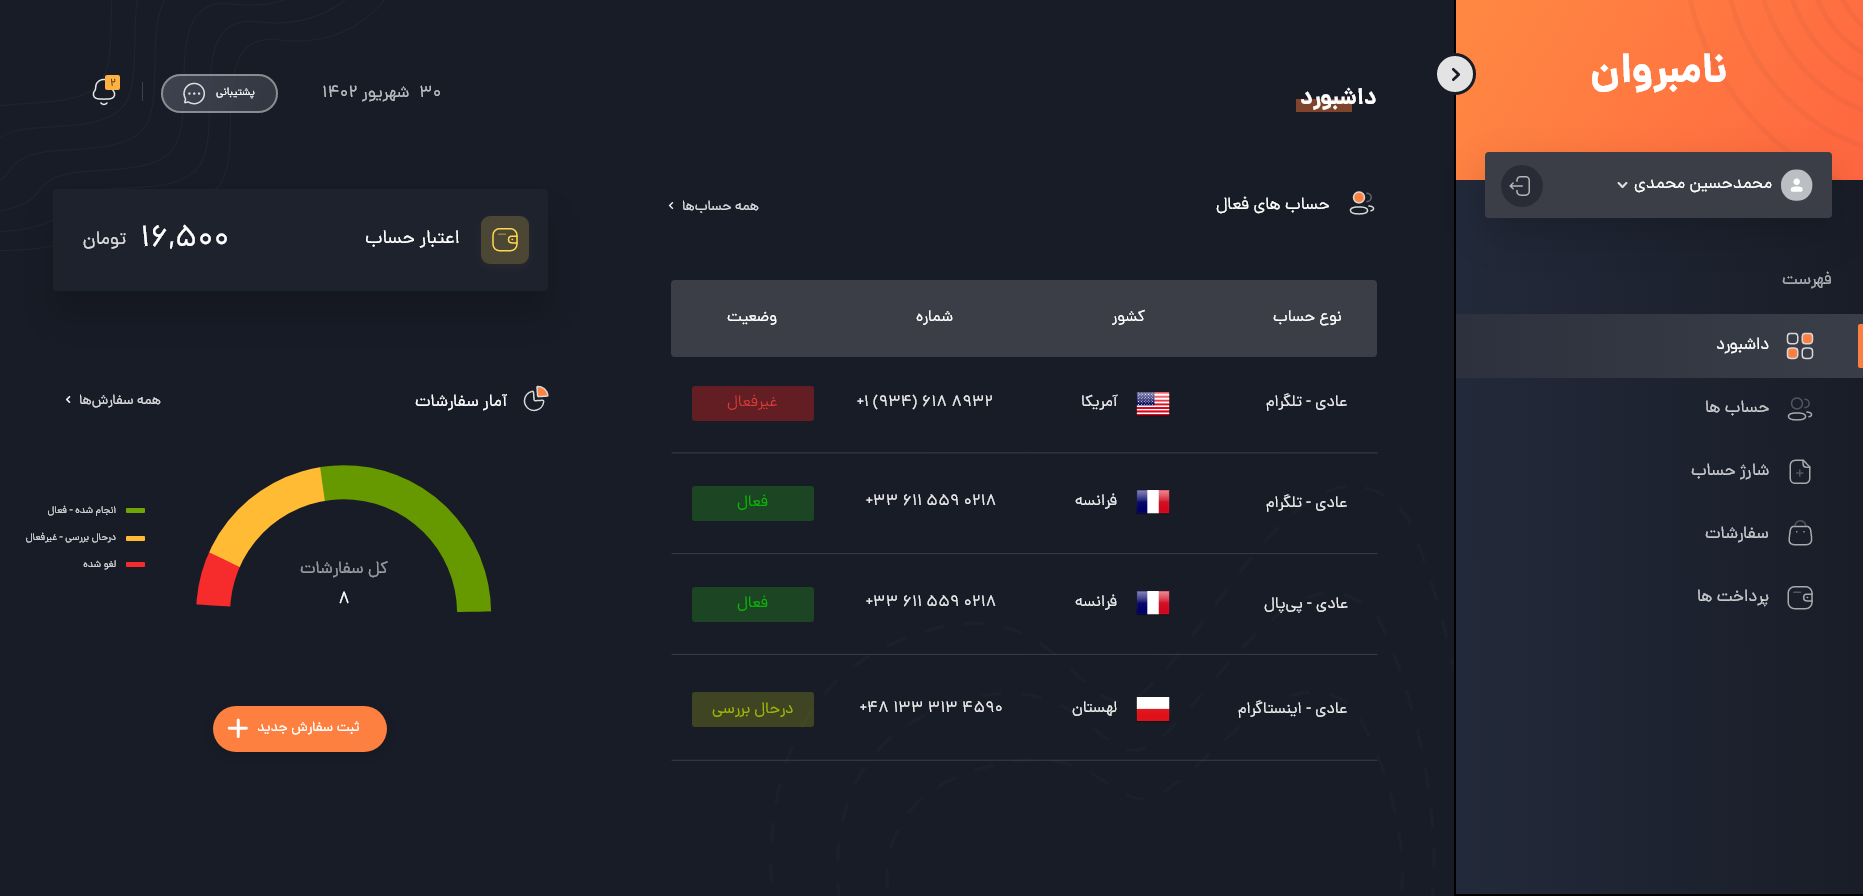 نامبروان
محمدحسین محمدی
فهرست
داشبورد
حساب ها
شارژ حساب
سفارشات
پرداخت ها
داشبورد
۳۰ شهریور ۱۴۰۲
پشتیبانی
۲
حساب های فعال
همه حساب‌ها
نوع حساب کشور شماره وضعیت
عادی - تلگرام آمریکا +۱ (۹۳۴) ۶۱۸ ۸۹۳۲ غیرفعال
عادی - تلگرام فرانسه +۳۳ ۶۱۱ ۵۵۹ ۰۲۱۸ فعال
عادی - پی‌پال فرانسه +۳۳ ۶۱۱ ۵۵۹ ۰۲۱۸ فعال
عادی - اینستاگرام لهستان +۴۸ ۱۳۳ ۳۱۳ ۴۵۹۰ درحال بررسی
اعتبار حساب ۱۶,۵۰۰ تومان
آمار سفارشات
همه سفارش‌ها
کل سفارشات
۸
انجام شده - فعال
درحال بررسی - غیرفعال
لغو شده
ثبت سفارش جدید